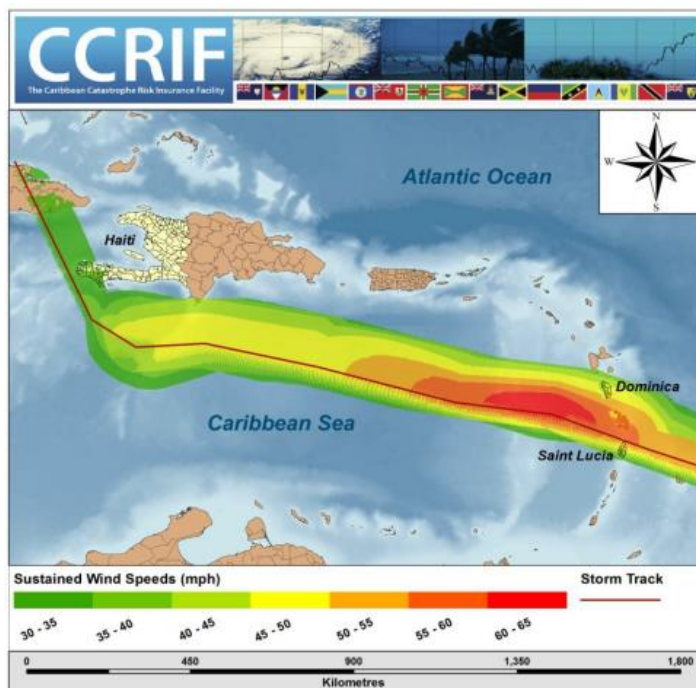 CCRIF
The Caribbean Catastrophe Risk Insurance Facility
N
W
E
S
Atlantic Ocean
Haiti
Dominica
Caribbean Sea
Saint Lucia
Sustained Wind Speeds (mph)
Storm Track
30 - 35
35 - 40
40 - 45
45 - 50
50 - 55
55 - 60
60 - 65
0
450
900
1,350
1,800
Kilometres